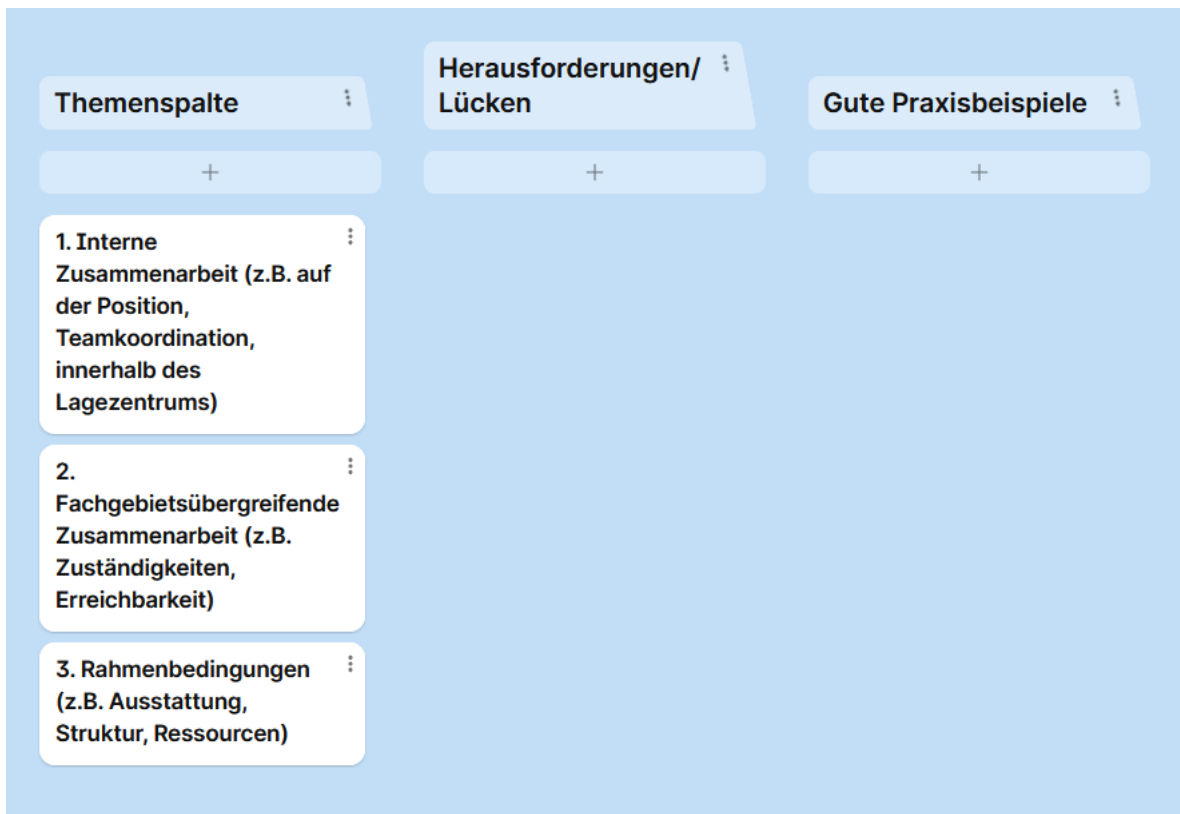 Themenspalte
Herausforderungen/
Lücken
Gute Praxisbeispiele
1. Interne
Zusammenarbeit (z.B. auf
der Position,
Teamkoordination,
innerhalb des
Lagezentrums)
2.
Fachgebietsübergreifende
Zusammenarbeit (z.B.
Zuständigkeiten,
Erreichbarkeit)
3. Rahmenbedingungen
(z.B. Ausstattung,
Struktur, Ressourcen)